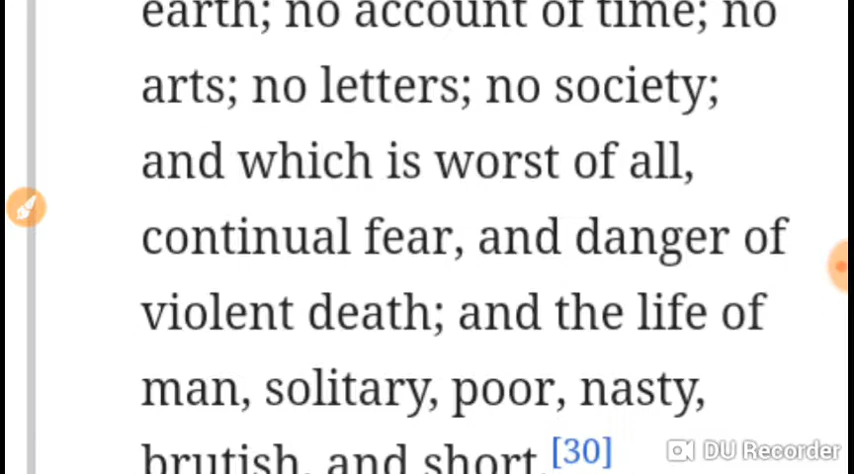 earth; no account of time; no
arts; no letters; no society;
and which is worst of all,
continual fear, and danger of
violent death; and the life of
man, solitary, poor, nasty,
brutish, and short.[30]
DU Recorder